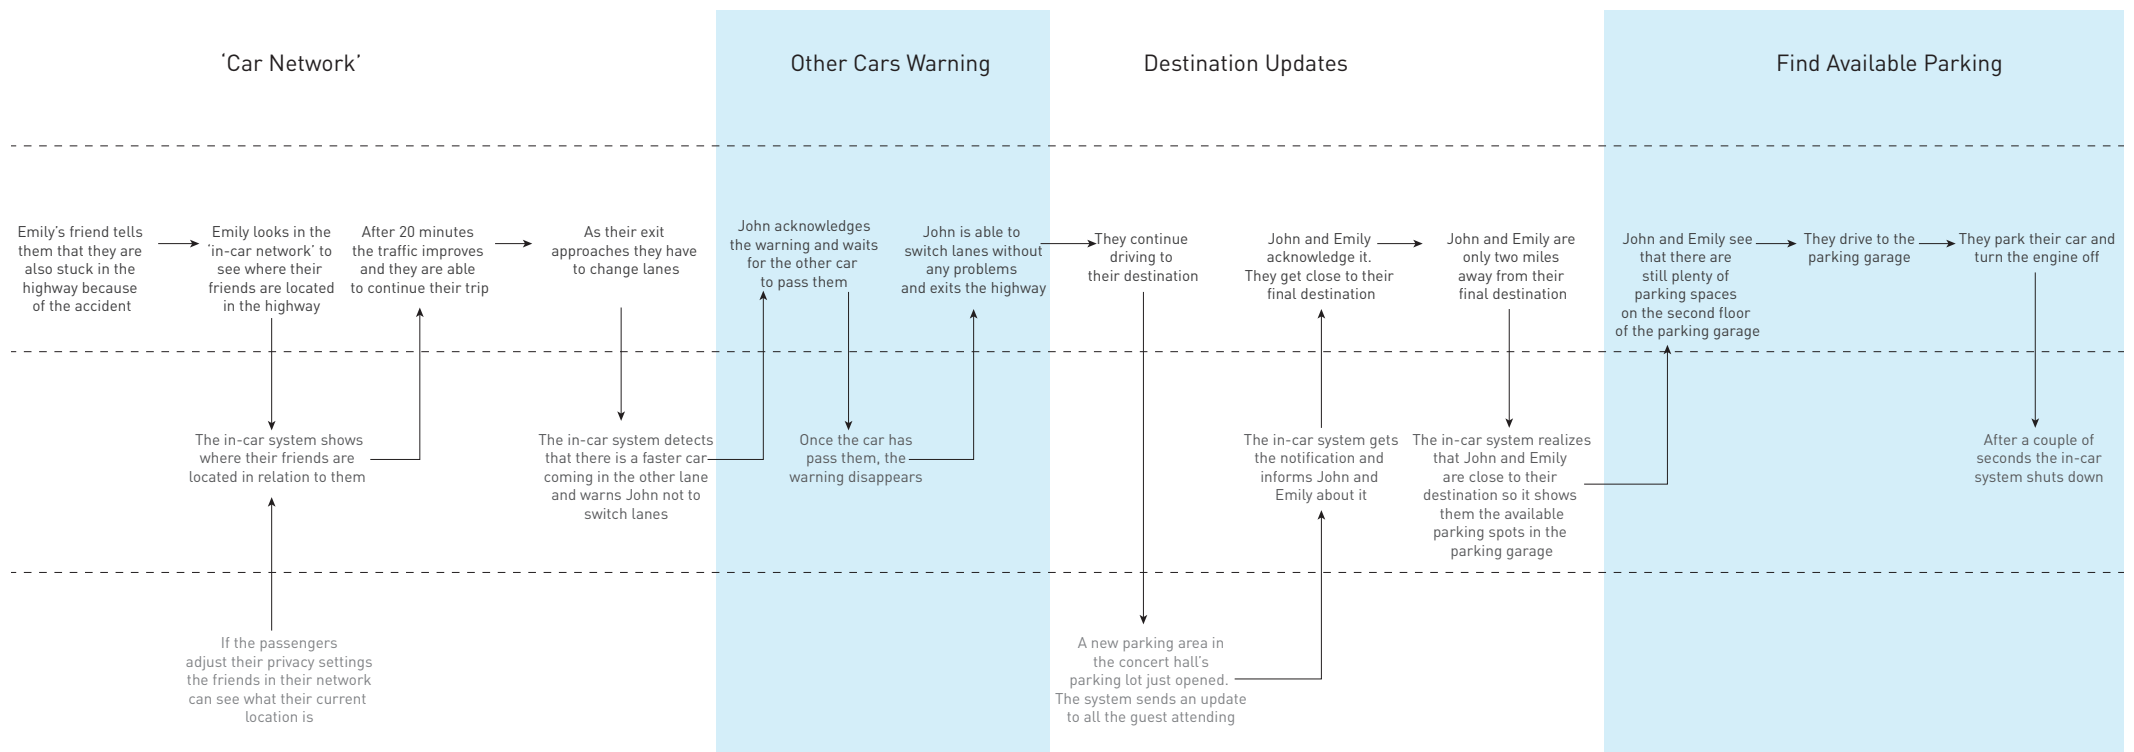 ‘Car Network’
Other Cars Warning
Destination Updates
Find Available Parking
Emily’s friend tells
them that they are
also stuck in the
highway because
of the accident
Emily looks in the
‘in-car network’ to
see where their
friends are located
in the highway
After 20 minutes
the traffic improves
and they are able
to continue their trip
As their exit
approaches they have
to change lanes
John acknowledges
the warning and waits
for the other car
to pass them
John is able to
switch lanes without
any problems
and exits the highway
They continue
driving to
their destination
John and Emily
acknowledge it.
They get close to their
final destination
John and Emily are
only two miles
away from their
final destination
John and Emily see
that there are
still plenty of
parking spaces
on the second floor
of the parking garage
They drive to the
parking garage
They park their car and
turn the engine off
The in-car system shows
where their friends are
located in relation to them
The in-car system detects
that there is a faster car
coming in the other lane
and warns John not to
switch lanes
Once the car has
pass them, the
warning disappears
The in-car system gets
the notification and
informs John and
Emily about it
The in-car system realizes
that John and Emily
are close to their
destination so it shows
them the available
parking spots in the
parking garage
After a couple of
seconds the in-car
system shuts down
If the passengers
adjust their privacy settings
the friends in their network
can see what their current
location is
A new parking area in
the concert hall’s
parking lot just opened.
The system sends an update
to all the guest attending